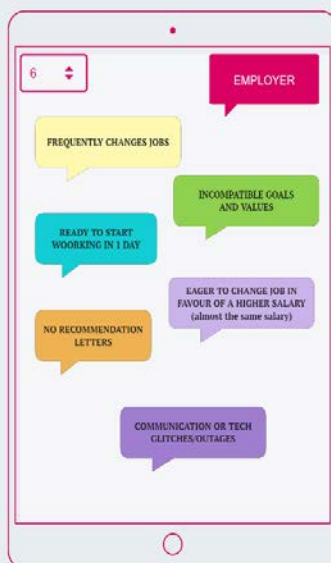 6
EMPLOYER
FREQUENTLY CHANGES JOBS
INCOMPATIBLE GOALS
AND VALUES
READY TO START
WOORKING IN 1 DAY
EAGER TO CHANGE JOB IN
FAVOUR OF A HIGHER SALARY
(almost the same salary)
NO RECOMMENDATION
LETTERS
COMMUNICATION OR TECH
GLITCHES/OUTAGES